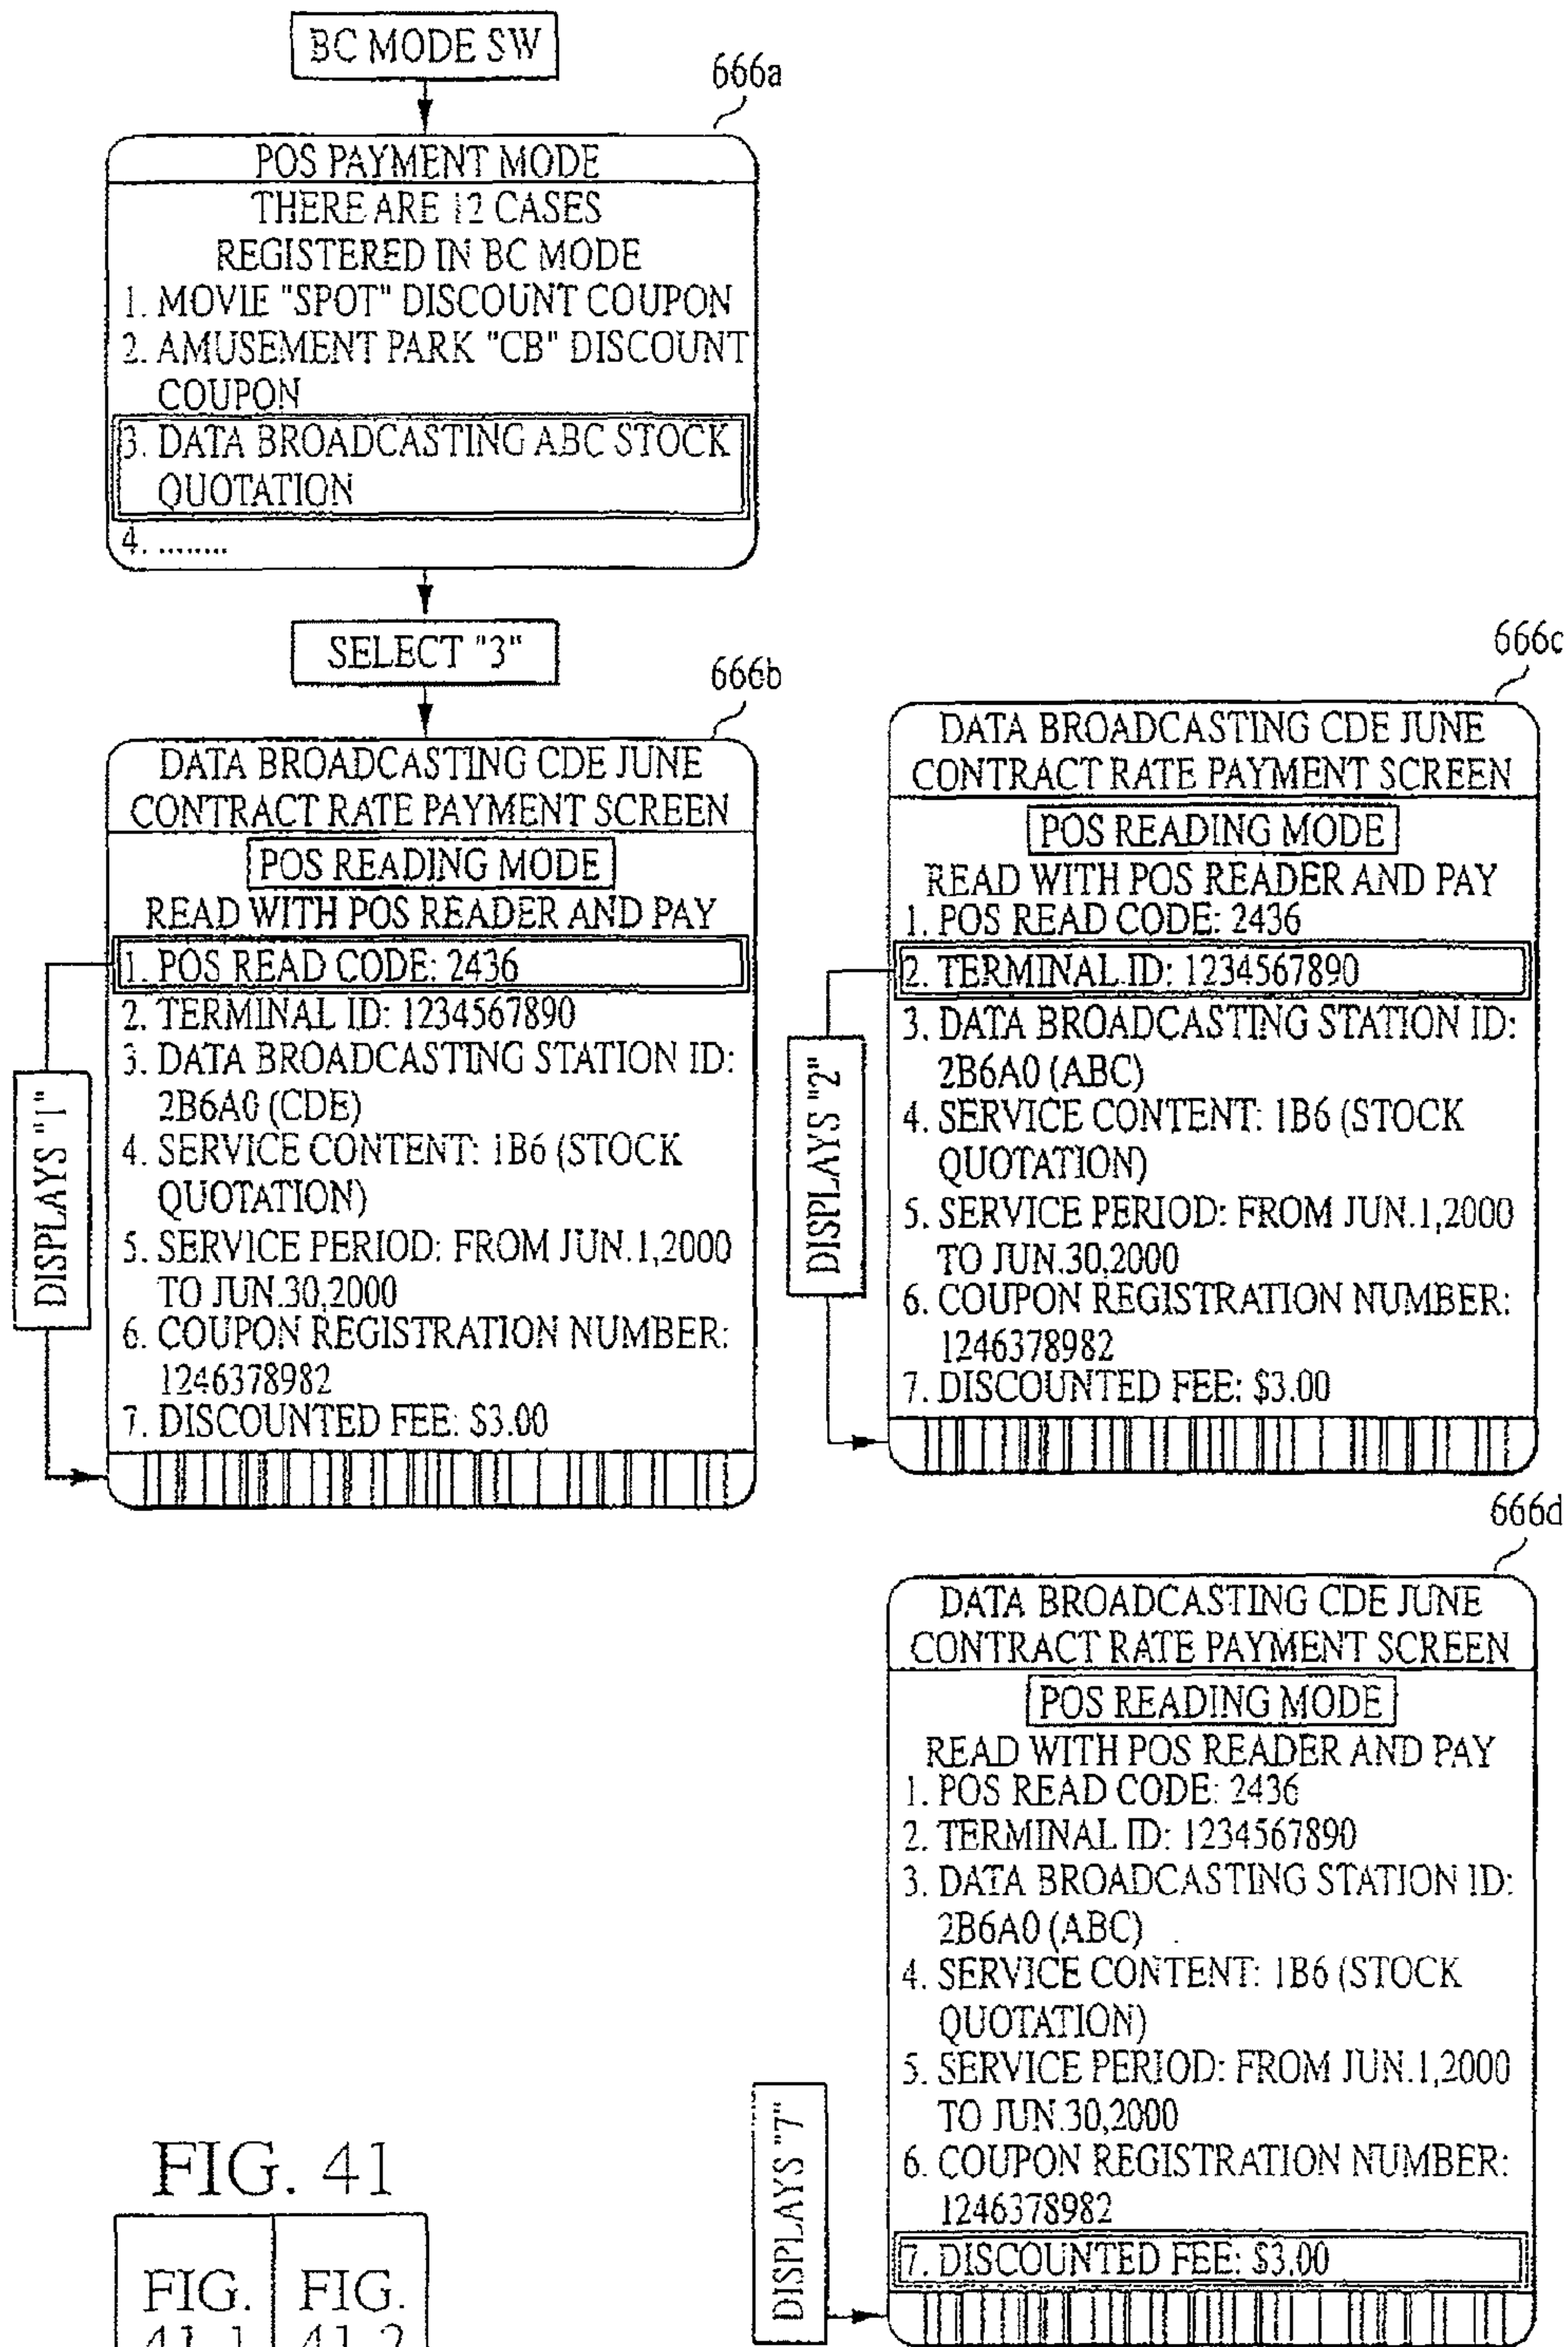 BC MODE SW
666a
POS PAYMENT MODE
THERE ARE 12 CASES
REGISTERED IN BC MODE
1. MOVIE "SPOT" DISCOUNT COUPON
2. AMUSEMENT PARK "CB" DISCOUNT
COUPON
3. DATA BROADCASTING ABC STOCK
QUOTATION
4. ........
SELECT "3"
666b
DATA BROADCASTING CDE JUNE
CONTRACT RATE PAYMENT SCREEN
POS READING MODE
READ WITH POS READER AND PAY
1. POS READ CODE: 2436
2. TERMINAL ID: 1234567890
3. DATA BROADCASTING STATION ID:
2B6A0 (CDE)
4. SERVICE CONTENT: 1B6 (STOCK
QUOTATION)
5. SERVICE PERIOD: FROM JUN.1,2000
TO JUN.30,2000
6. COUPON REGISTRATION NUMBER:
1246378982
7. DISCOUNTED FEE: $3.00
DISPLAYS "1"
666c
DATA BROADCASTING CDE JUNE
CONTRACT RATE PAYMENT SCREEN
POS READING MODE
READ WITH POS READER AND PAY
1. POS READ CODE: 2436
2. TERMINAL.ID: 1234567890
3. DATA BROADCASTING STATION ID:
2B6A0 (ABC)
4. SERVICE CONTENT: 1B6 (STOCK
QUOTATION)
5. SERVICE PERIOD: FROM JUN.1,2000
TO JUN.30,2000
6. COUPON REGISTRATION NUMBER:
1246378982
7. DISCOUNTED FEE: $3.00
DISPLAYS "2"
666d
DATA BROADCASTING CDE JUNE
CONTRACT RATE PAYMENT SCREEN
POS READING MODE
READ WITH POS READER AND PAY
1. POS READ CODE: 2436
2. TERMINAL ID: 1234567890
3. DATA BROADCASTING STATION ID:
2B6A0 (ABC)
4. SERVICE CONTENT: 1B6 (STOCK
QUOTATION)
5. SERVICE PERIOD: FROM JUN.1,2000
TO JUN.30,2000
6. COUPON REGISTRATION NUMBER:
1246378982
7. DISCOUNTED FEE: $3.00
DISPLAYS "7"
FIG. 41
FIG. 41.1
FIG. 41.2